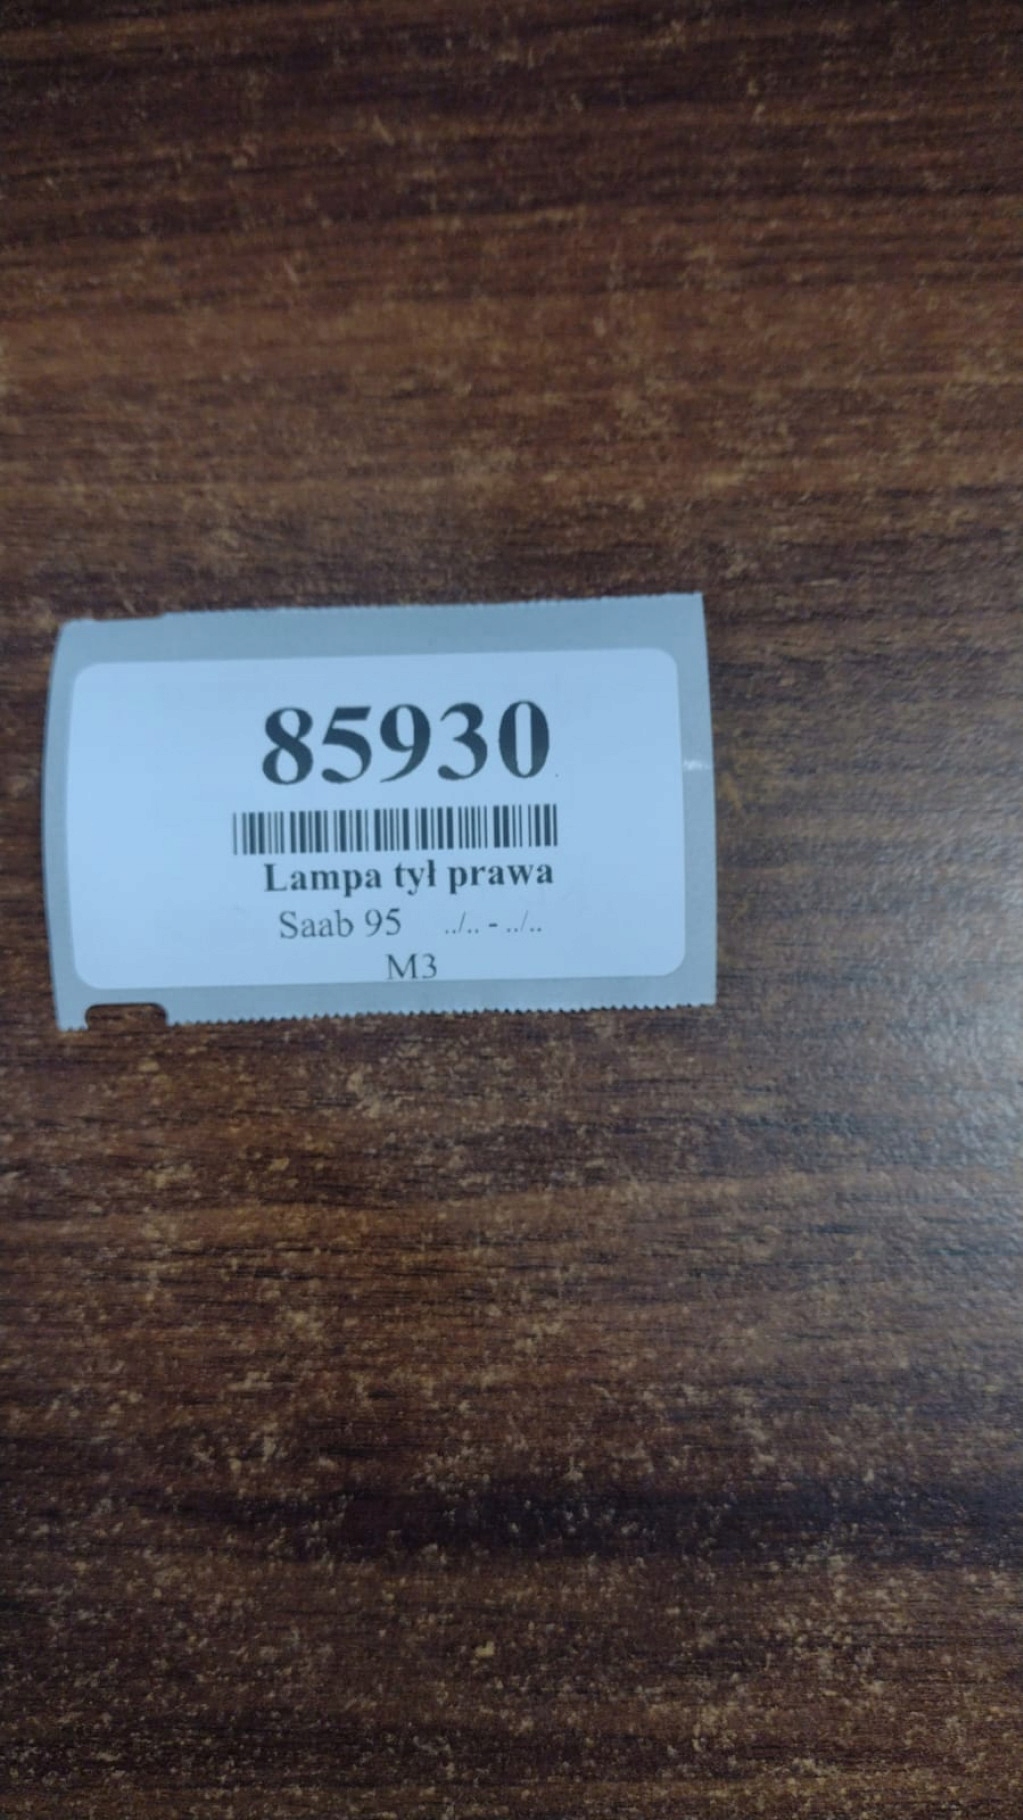 85930
Lampa tył prawa
Saab 95 ../.. - ../..
M3